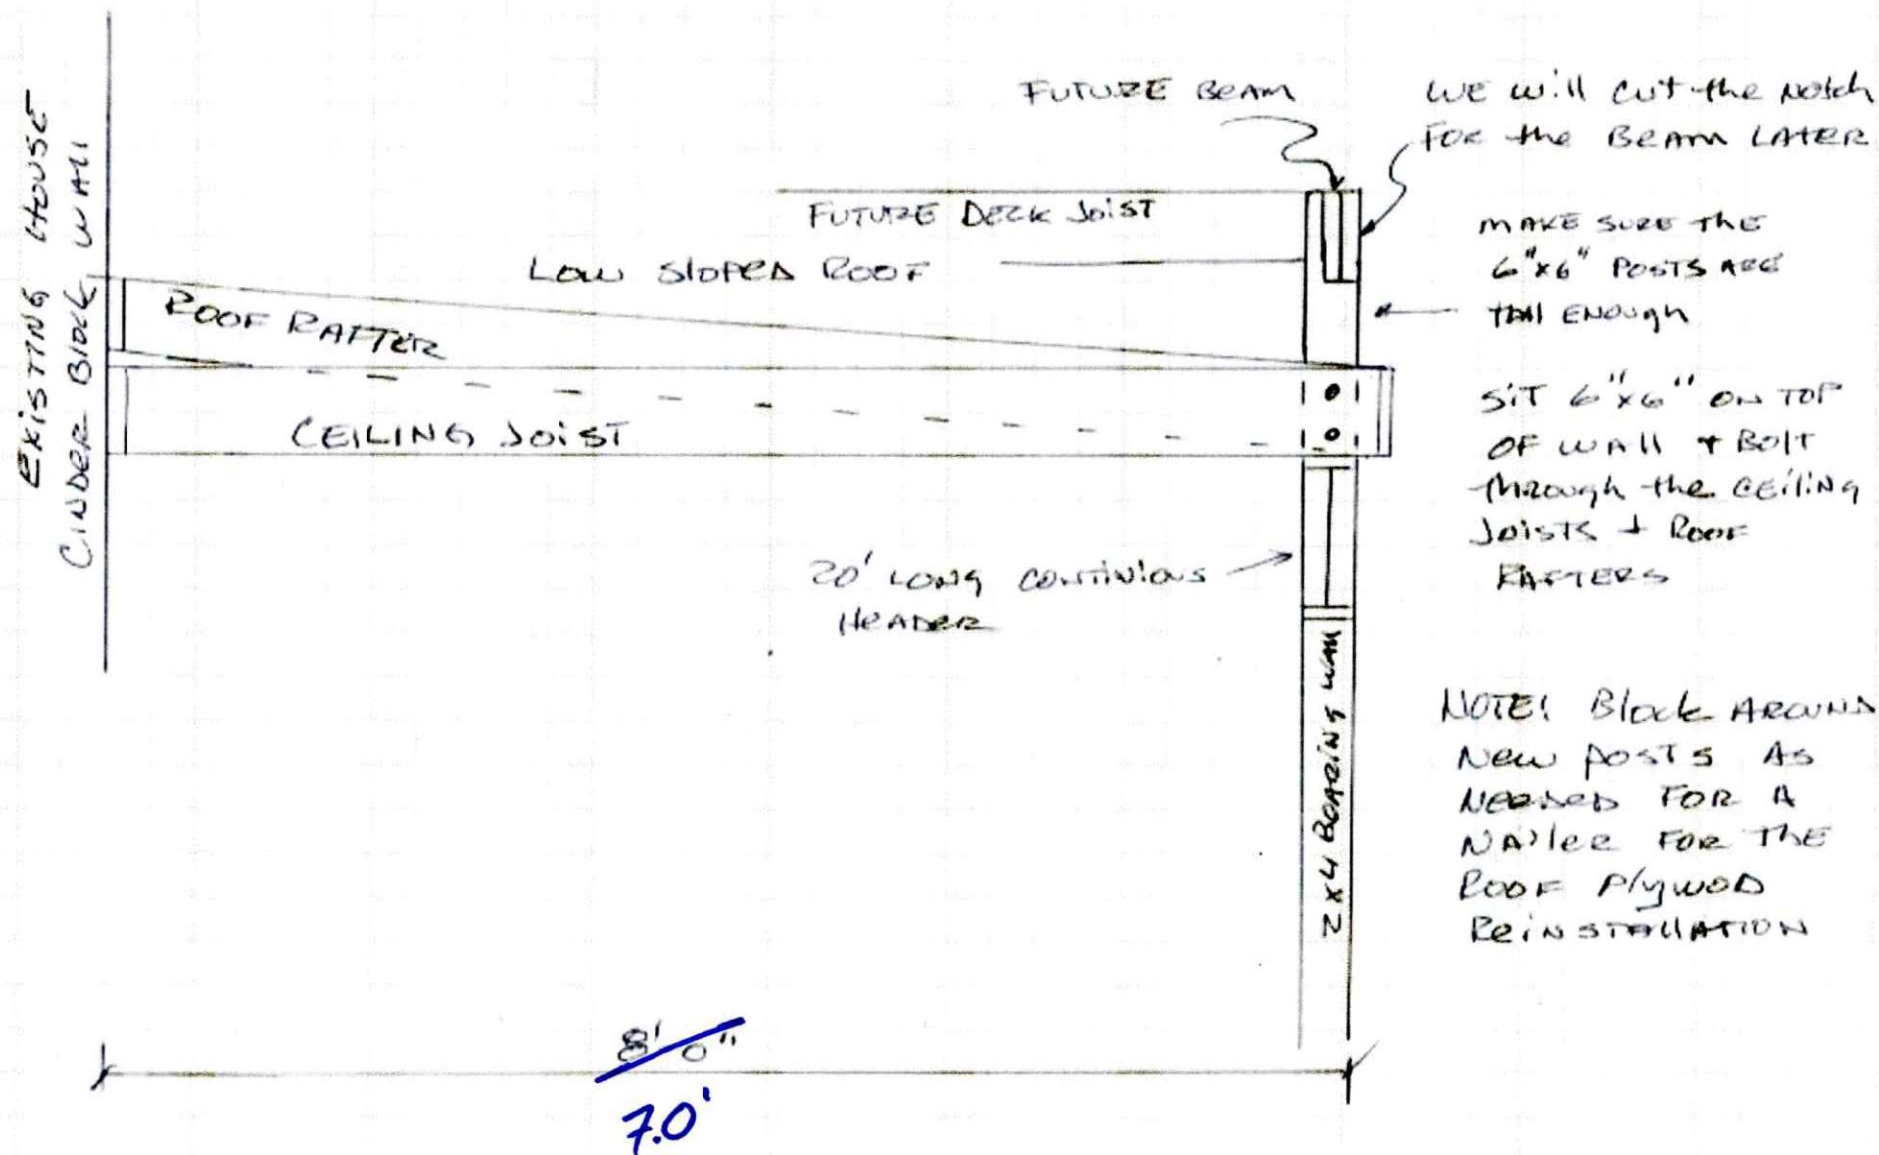 EXISTING HOUSE
CINDER BLOCK WALL
FUTURE BEAM
WE will CUT the NOTCH
FOR the BEAM LATER
FUTURE DECK JOIST
LOW SLOPED ROOF
MAKE SURE THE
6"x6" POSTS ARE
TALL ENOUGH
ROOF RAFTER
CEILING JOIST
SIT 6"x6" ON TOP
OF WALL + BOLT
THROUGH the CEILING
JOISTS + ROOF
RAFTERS
20' LONG CONTINIOUS
HEADER
2x4 BOARING WALL
NOTE! Block AROUND
NEW POSTS AS
NEEDED FOR A
NAILER FOR THE
ROOF PLYWOD
REINSTALLATION
8' 0"
7.0'